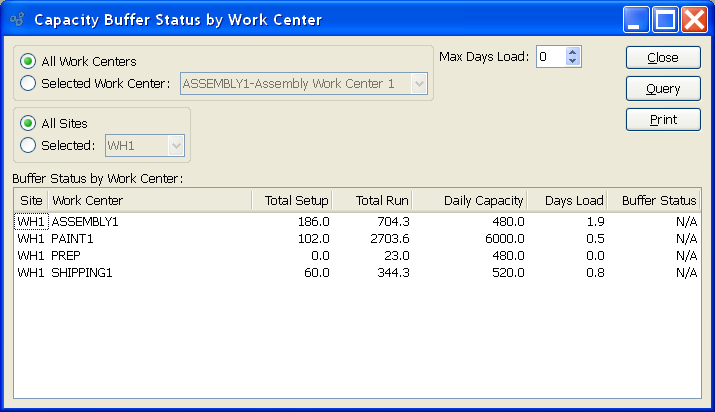 Capacity Buffer Status by Work Center
All Work Centers
Max Days Load: 0
Close
Selected Work Center: ASSEMBLY1-Assembly Work Center 1
Query
All Sites
Print
Selected: WH1
Buffer Status by Work Center:
Site Work Center Total Setup Total Run Daily Capacity Days Load Buffer Status
WH1 ASSEMBLY1 186.0 704.3 480.0 1.9 N/A
WH1 PAINT1 102.0 2703.6 6000.0 0.5 N/A
WH1 PREP 0.0 23.0 480.0 0.0 N/A
WH1 SHIPPING1 60.0 344.3 520.0 0.8 N/A